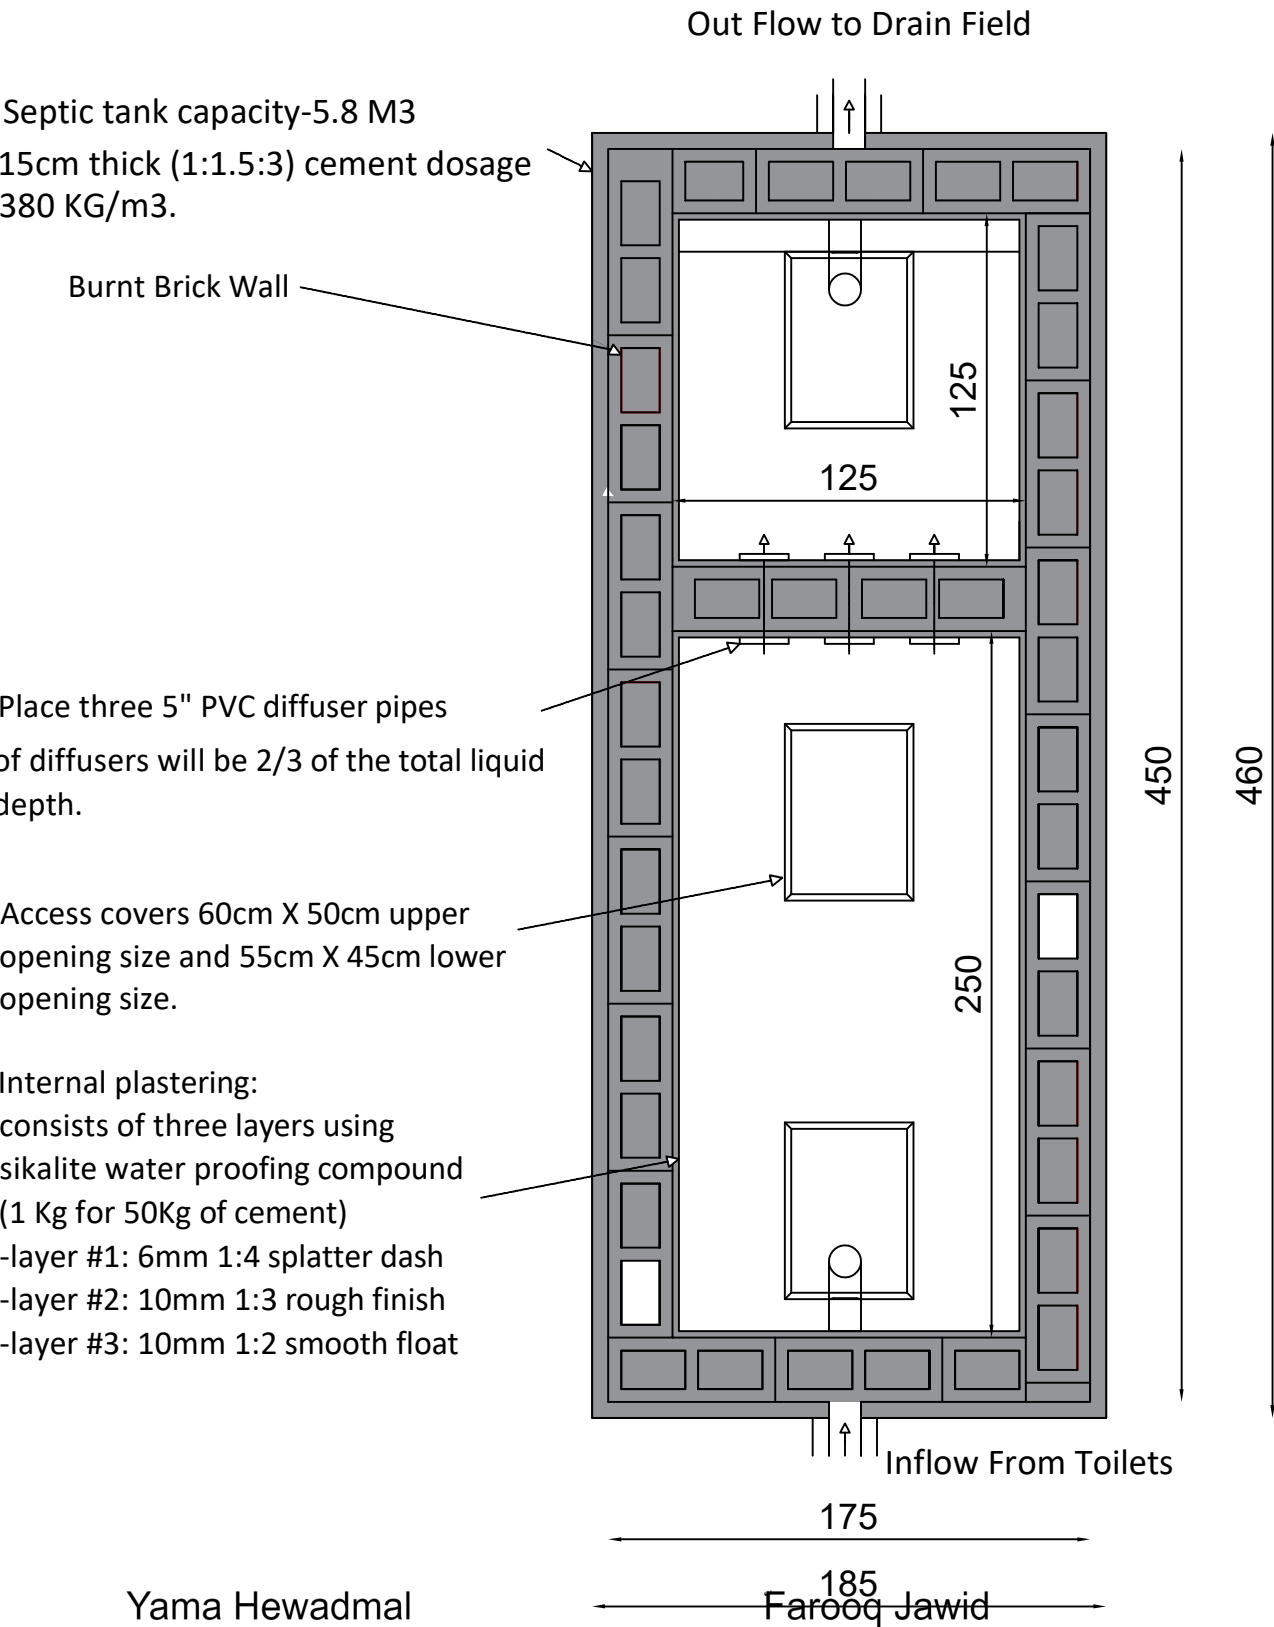 Out Flow to Drain Field
Septic tank capacity-5.8 M3
15cm thick (1:1.5:3) cement dosage
380 KG/m3.
Burnt Brick Wall
125
125
Place three 5" PVC diffuser pipes
of diffusers will be 2/3 of the total liquid
depth.
450
460
Access covers 60cm X 50cm upper
opening size and 55cm X 45cm lower
opening size.
250
Internal plastering:
consists of three layers using
sikalite water proofing compound
(1 Kg for 50Kg of cement)
-layer #1: 6mm 1:4 splatter dash
-layer #2: 10mm 1:3 rough finish
-layer #3: 10mm 1:2 smooth float
Inflow From Toilets
175
185
Yama Hewadmal
Farooq Jawid